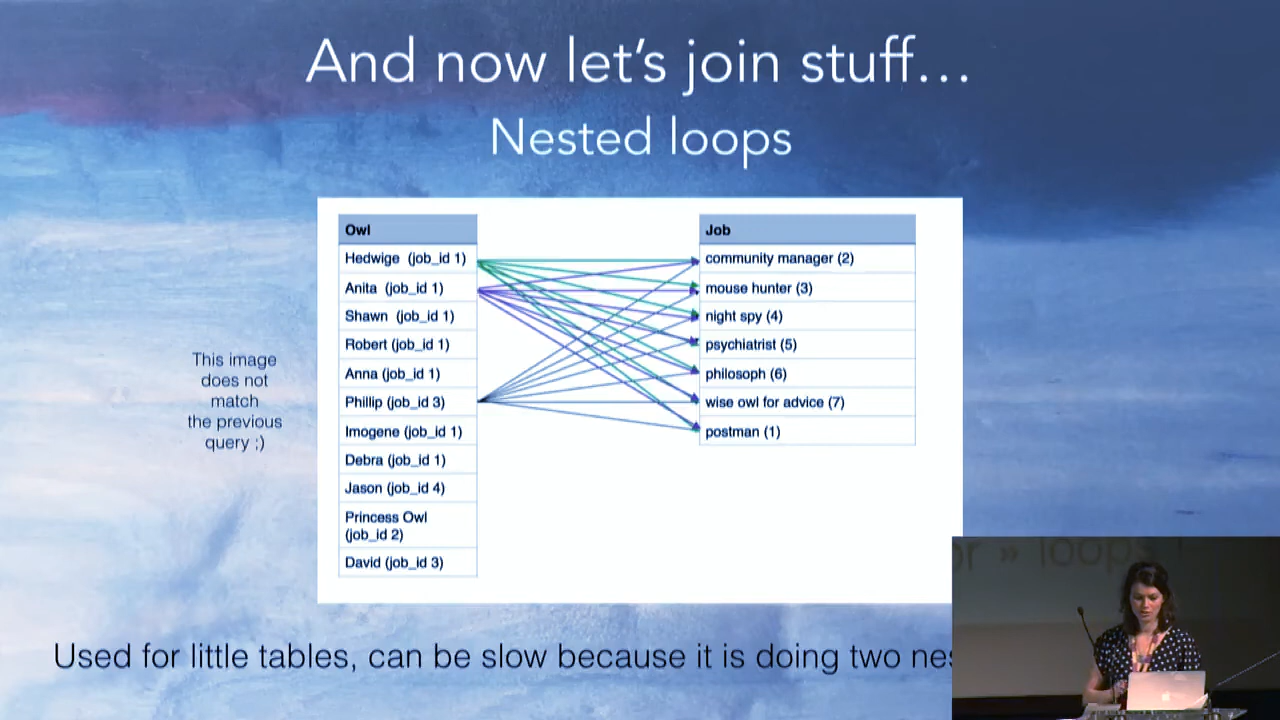 And now let's join stuff...
Nested loops
Owl
Hedwige (job_id 1)
Anita (job_id 1)
Shawn (job_id 1)
Robert (job_id 1)
Anna (job_id 1)
Phillip (job_id 3)
Imogene (job_id 1)
Debra (job_id 1)
Jason (job_id 4)
Princess Owl
(job_id 2)
David (job_id 3)
Job
community manager (2)
mouse hunter (3)
night spy (4)
psychiatrist (5)
philosoph (6)
wise owl for advice (7)
postman (1)
This image
does not
match
the previous
query ;)
Used for little tables, can be slow because it is doing two nes
or » loops !